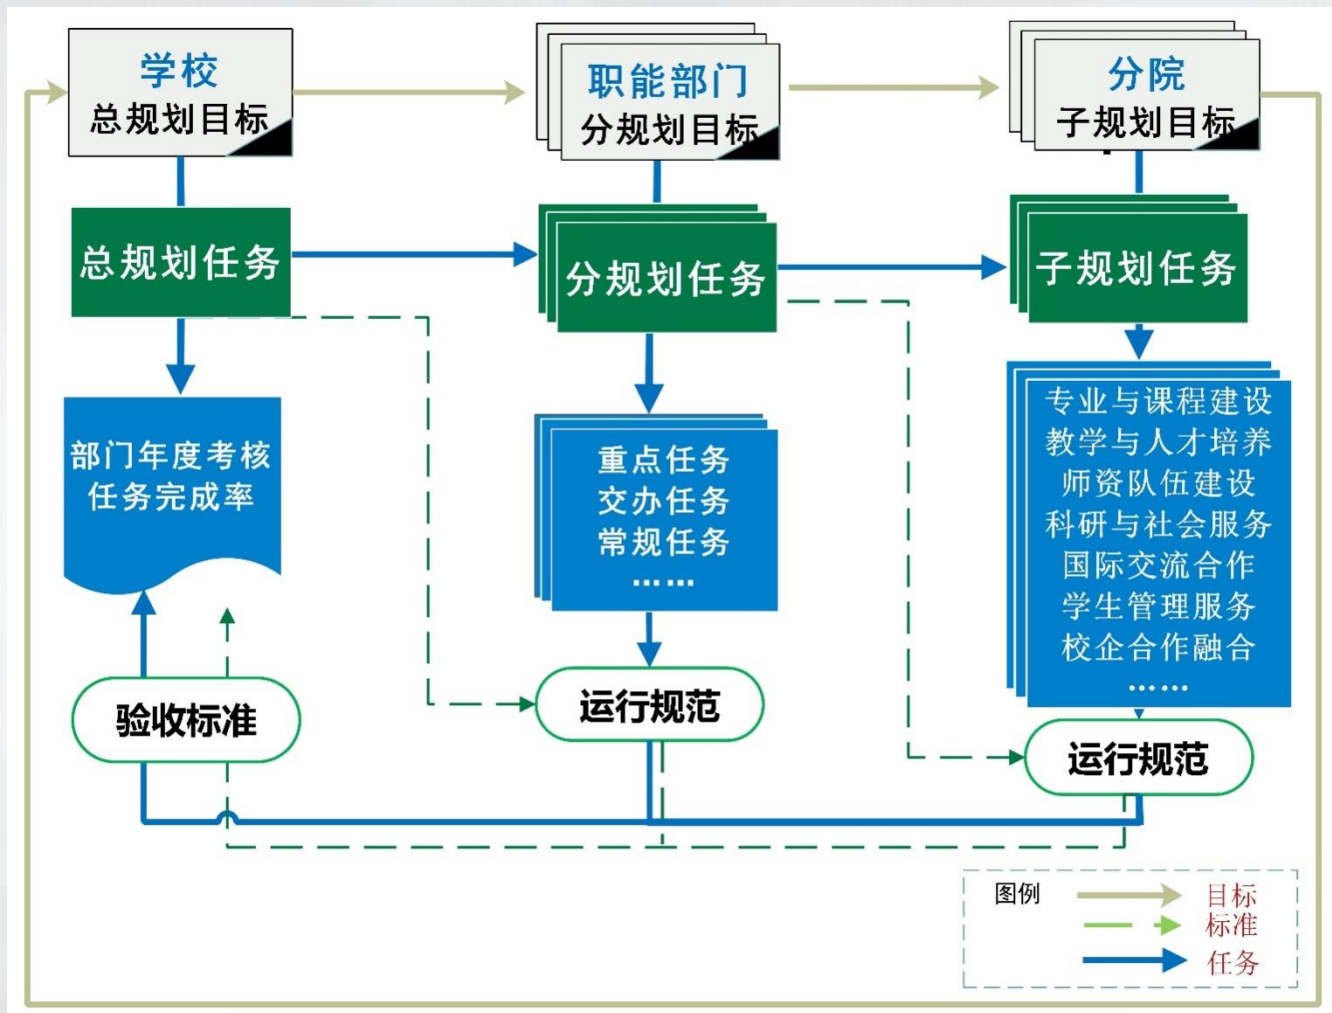 学校
总规划目标
职能部门
分规划目标
分院
子规划目标
总规划任务
分规划任务
子规划任务
部门年度考核
任务完成率
重点任务
交办任务
常规任务
……
专业与课程建设
教学与人才培养
师资队伍建设
科研与社会服务
国际交流合作
学生管理服务
校企合作融合
……
验收标准
运行规范
运行规范
图例
目标
标准
任务